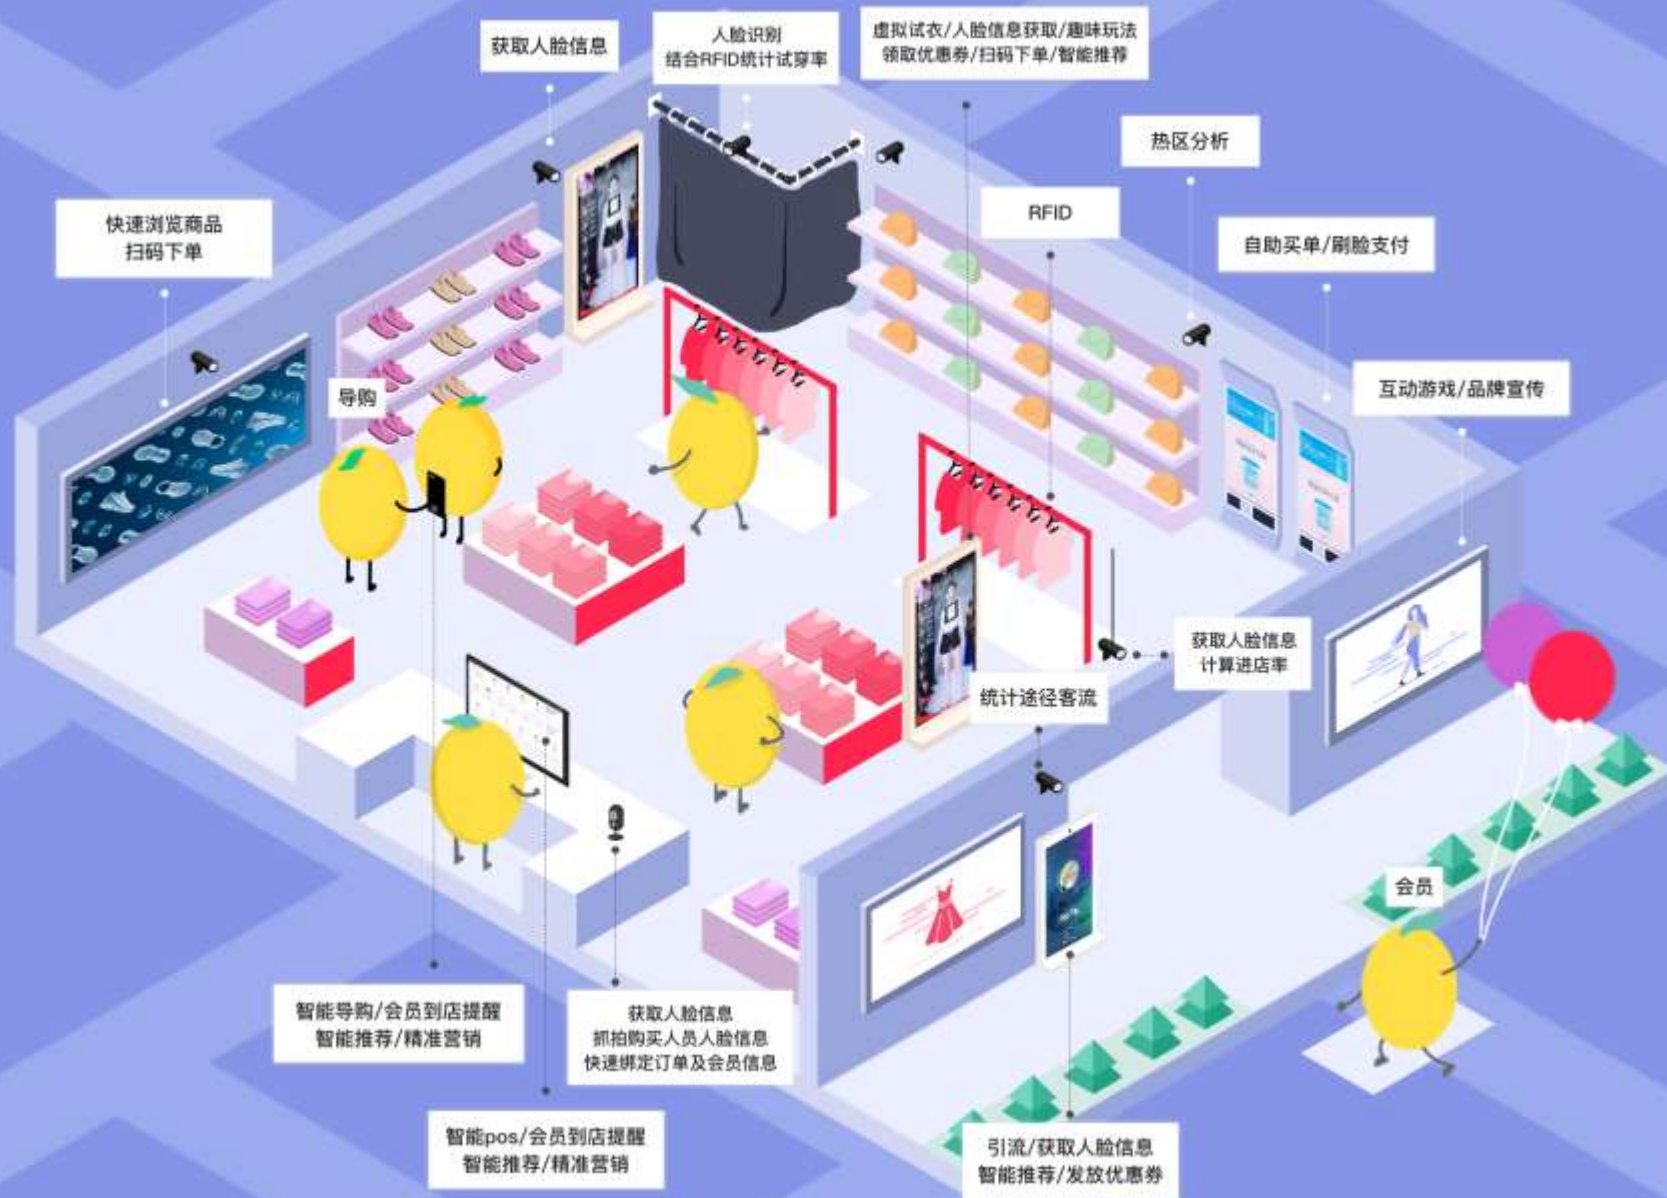 获取人脸信息
人脸识别
结合RFID统计试穿率
虚拟试衣/人脸信息获取/趣味玩法
领取优惠券/扫码下单/智能推荐
热区分析
快速浏览商品
扫码下单
RFID
自助买单/刷脸支付
互动游戏/品牌宣传
导购
获取人脸信息
计算进店率
统计途径客流
会员
智能导购/会员到店提醒
智能推荐/精准营销
获取人脸信息
抓拍购买人员人脸信息
快速绑定订单及会员信息
智能pos/会员到店提醒
智能推荐/精准营销
引流/获取人脸信息
智能推荐/发放优惠券